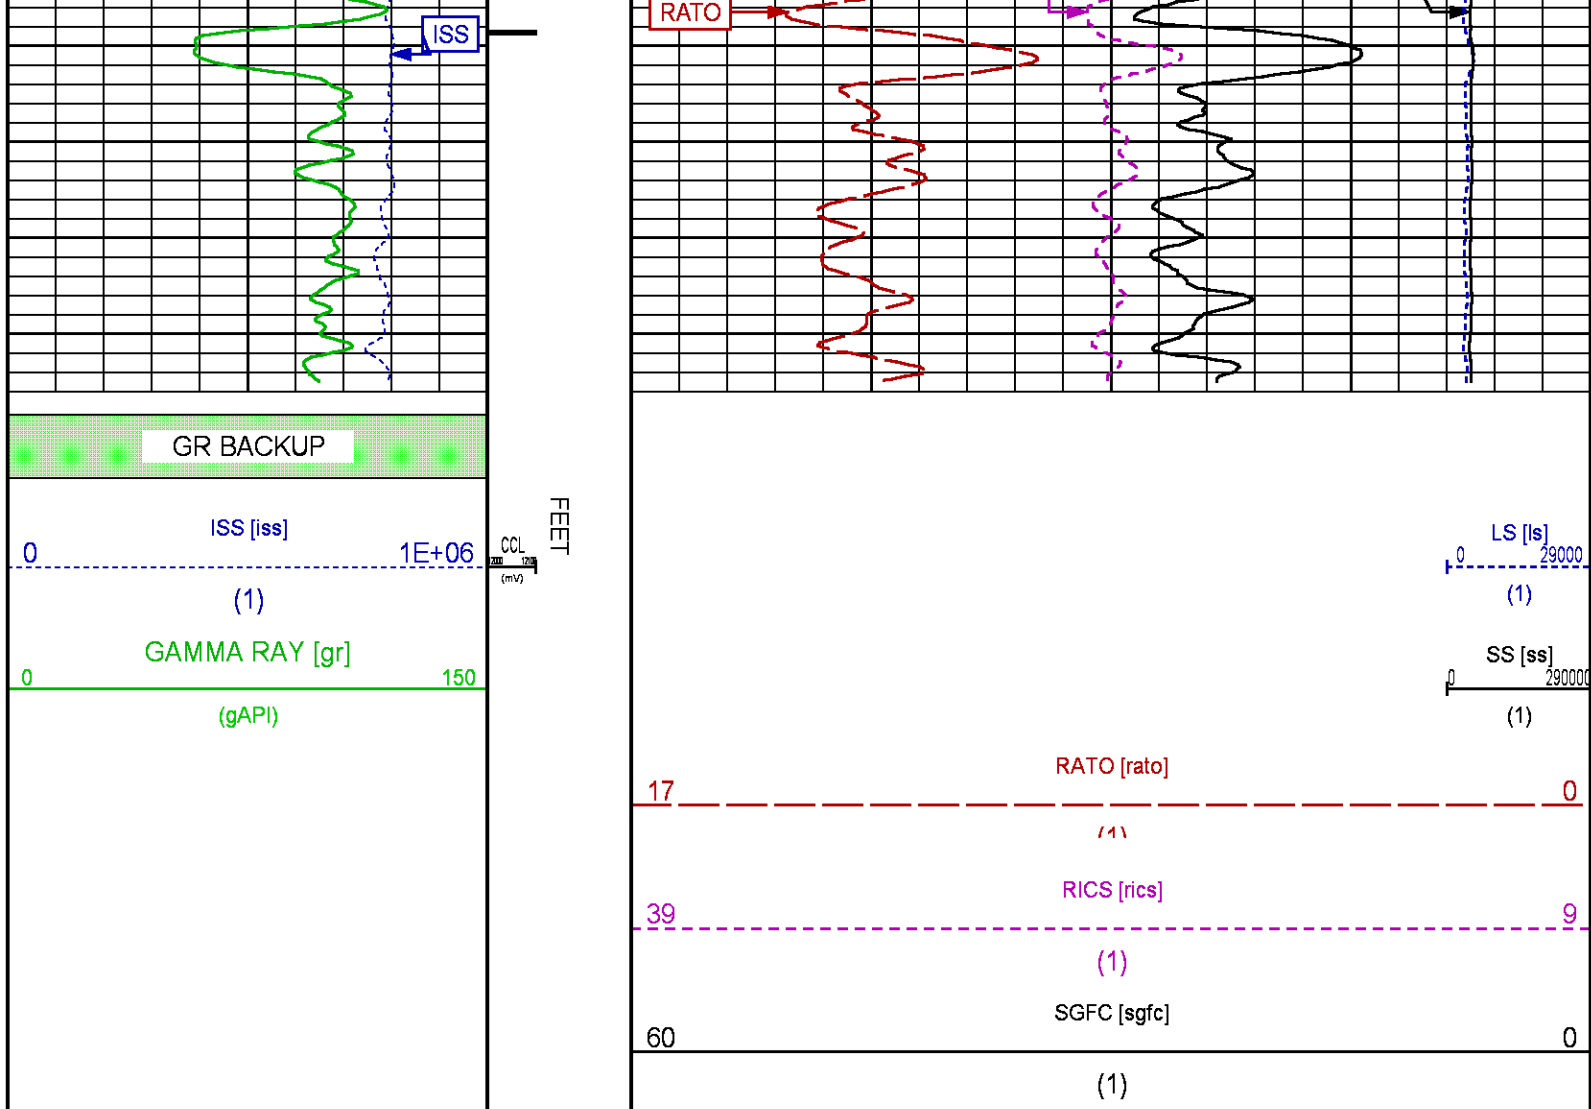 RATO
ISS
GR BACKUP
FEET
ISS [iss]
0 1E+06
(1)
CCL
(mV)
LS [ls]
0 29000
(1)
GAMMA RAY [gr]
0 150
(gAPI)
SS [ss]
0 290000
(1)
RATO [rato]
17 0
(1)
RICS [rics]
39 9
(1)
SGFC [sgfc]
60 0
(1)